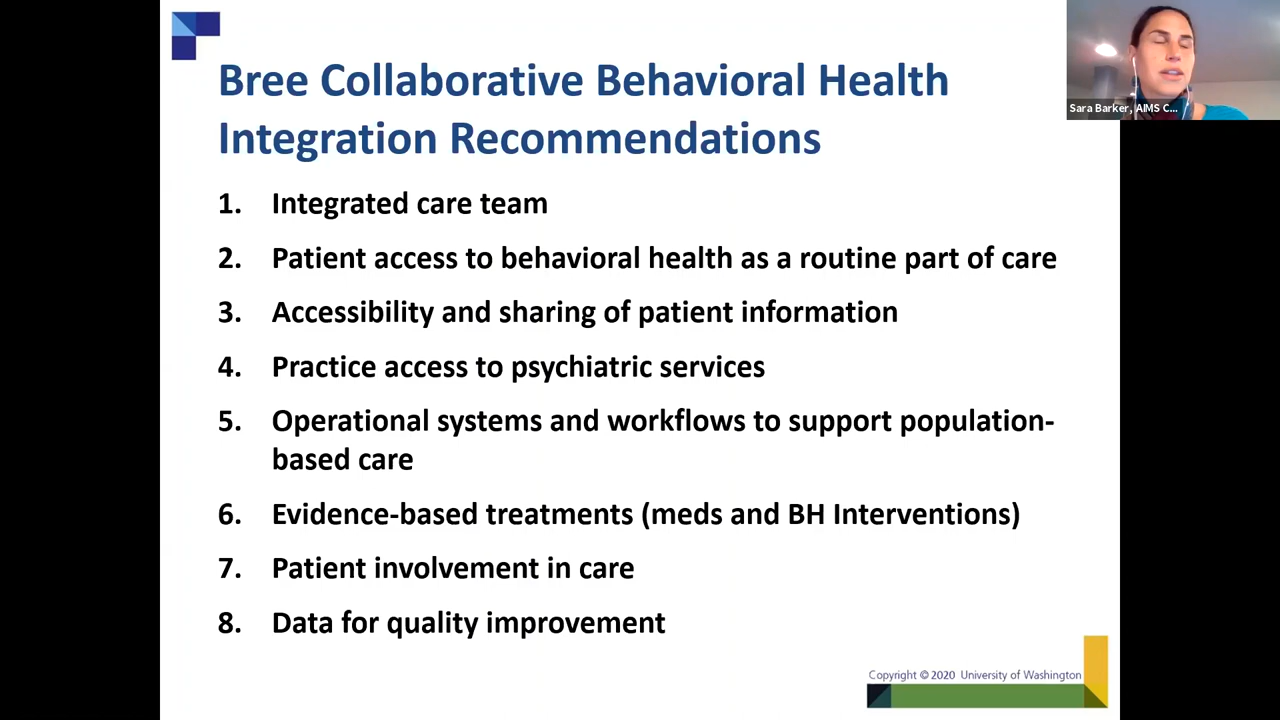 Bree Collaborative Behavioral Health
Integration Recommendations
1. Integrated care team
2. Patient access to behavioral health as a routine part of care
3. Accessibility and sharing of patient information
4. Practice access to psychiatric services
5. Operational systems and workflows to support population-
based care
6. Evidence-based treatments (meds and BH Interventions)
7. Patient involvement in care
8. Data for quality improvement
Copyright © 2020 University of Washington
Sara Barker, AIMS C...